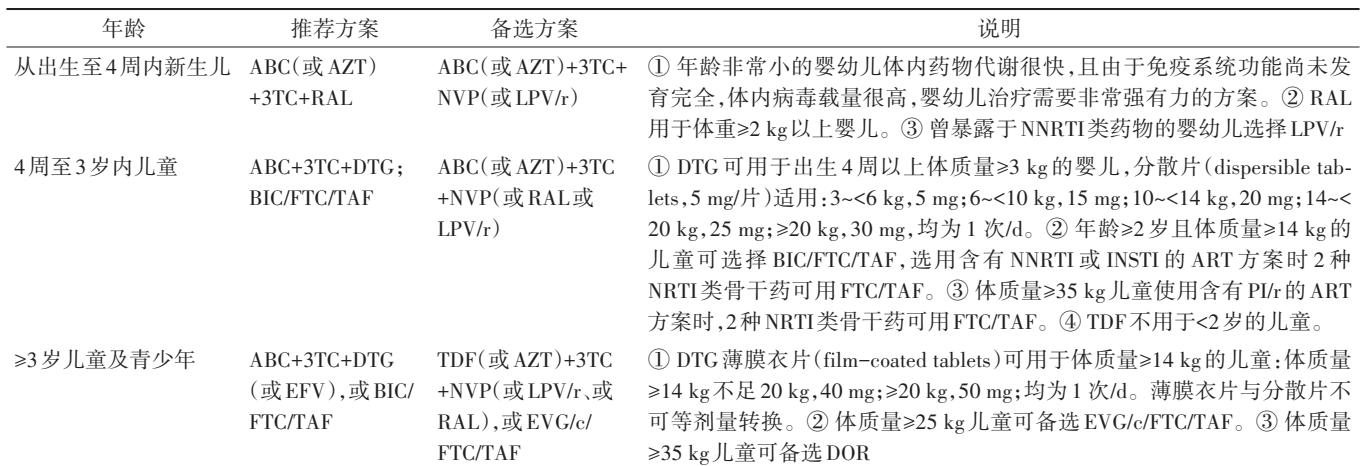 年龄 推荐方案 备选方案 说明
从出生至4周内新生儿 ABC(或AZT) ABC(或AZT)+3TC+ ① 年龄非常小的婴幼儿体内药物代谢很快,且由于免疫系统功能尚未发
+3TC+RAL NVP(或LPV/r) 育完全,体内病毒载量很高,婴幼儿治疗需要非常强有力的方案。② RAL
用于体重≥2 kg以上婴儿。③ 曾暴露于NNRTI类药物的婴幼儿选择LPV/r
4周至3岁内儿童 ABC+3TC+DTG; ABC(或AZT)+3TC ① DTG可用于出生4周以上体质量≥3 kg的婴儿,分散片(dispersible tab-
BIC/FTC/TAF +NVP(或RAL或 lets,5 mg/片)适用:3~<6 kg,5 mg;6~<10 kg,15 mg;10~<14 kg,20 mg;14~<
LPV/r) 20 kg,25 mg;≥20 kg,30 mg,均为1 次/d。② 年龄≥2岁且体质量≥14 kg的
儿童可选择BIC/FTC/TAF,选用含有NNRTI或INSTI的ART方案时2种
NRTI类骨干药可用FTC/TAF。③ 体质量≥35 kg儿童使用含有PI/r的ART
方案时,2种NRTI类骨干药可用FTC/TAF。④ TDF不用于<2岁的儿童。
≥3岁儿童及青少年 ABC+3TC+DTG TDF(或AZT)+3TC ① DTG薄膜衣片(film-coated tablets)可用于体质量≥14 kg的儿童:体质量
(或EFV),或BIC/ +NVP(或LPV/r、或 ≥14 kg不足20 kg,40 mg;≥20 kg,50 mg;均为1 次/d。薄膜衣片与分散片不
FTC/TAF RAL),或EVG/c/ 可等剂量转换。② 体质量≥25 kg儿童可备选EVG/c/FTC/TAF。③ 体质量
FTC/TAF ≥35 kg儿童可备选DOR